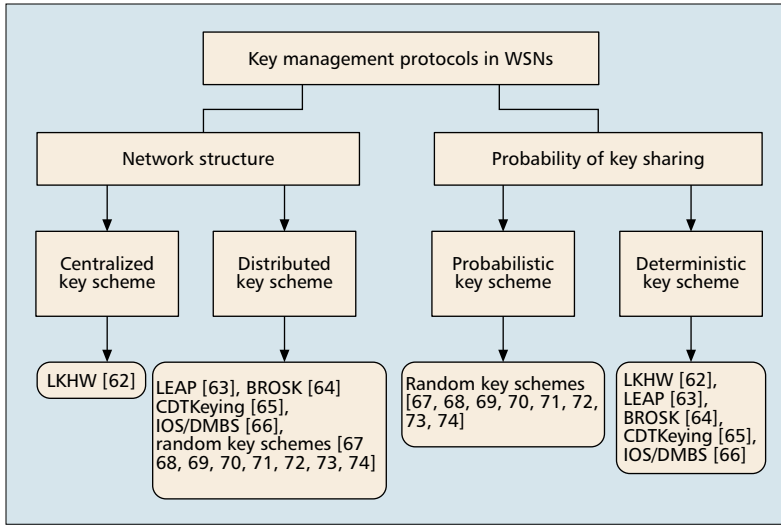 Key management protocols in WSNs
Network structure
Probability of key sharing
Centralized
key scheme
Distributed
key scheme
Probabilistic
key scheme
Deterministic
key scheme
LKHW [62]
LEAP [63], BROSK [64]
CDTKeying [65],
IOS/DMBS [66],
random key schemes [67
68, 69, 70, 71, 72, 73, 74]
Random key schemes
[67, 68, 69, 70, 71, 72,
73, 74]
LKHW [62],
LEAP [63],
BROSK [64],
CDTKeying [65],
IOS/DMBS [66]